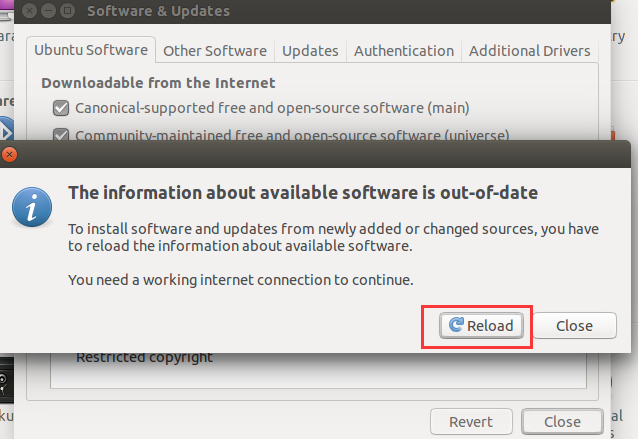 Software & Updates
Ubuntu Software
Other Software
Updates
Authentication
Additional Drivers
Downloadable from the Internet
Canonical-supported free and open-source software (main)
Community-maintained free and open-source software (universe)
The information about available software is out-of-date
To install software and updates from newly added or changed sources, you have
to reload the information about available software.
You need a working internet connection to continue.
Reload
Close
Restricted copyright
Revert
Close